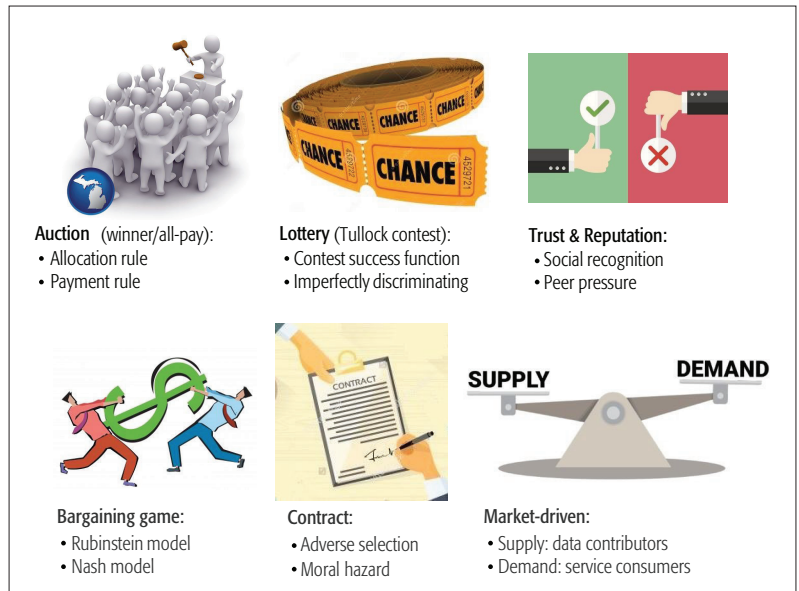 CHANCE
CHANCE
CHANCE
CHANCE
CHANCE
4529722
CHANCE
4529721
Auction (winner/all-pay):
• Allocation rule
• Payment rule
Lottery (Tullock contest):
• Contest success function
• Imperfectly discriminating
Trust & Reputation:
• Social recognition
• Peer pressure
CONTRACT
SUPPLY
DEMAND
Bargaining game:
• Rubinstein model
• Nash model
Contract:
• Adverse selection
• Moral hazard
Market-driven:
• Supply: data contributors
• Demand: service consumers